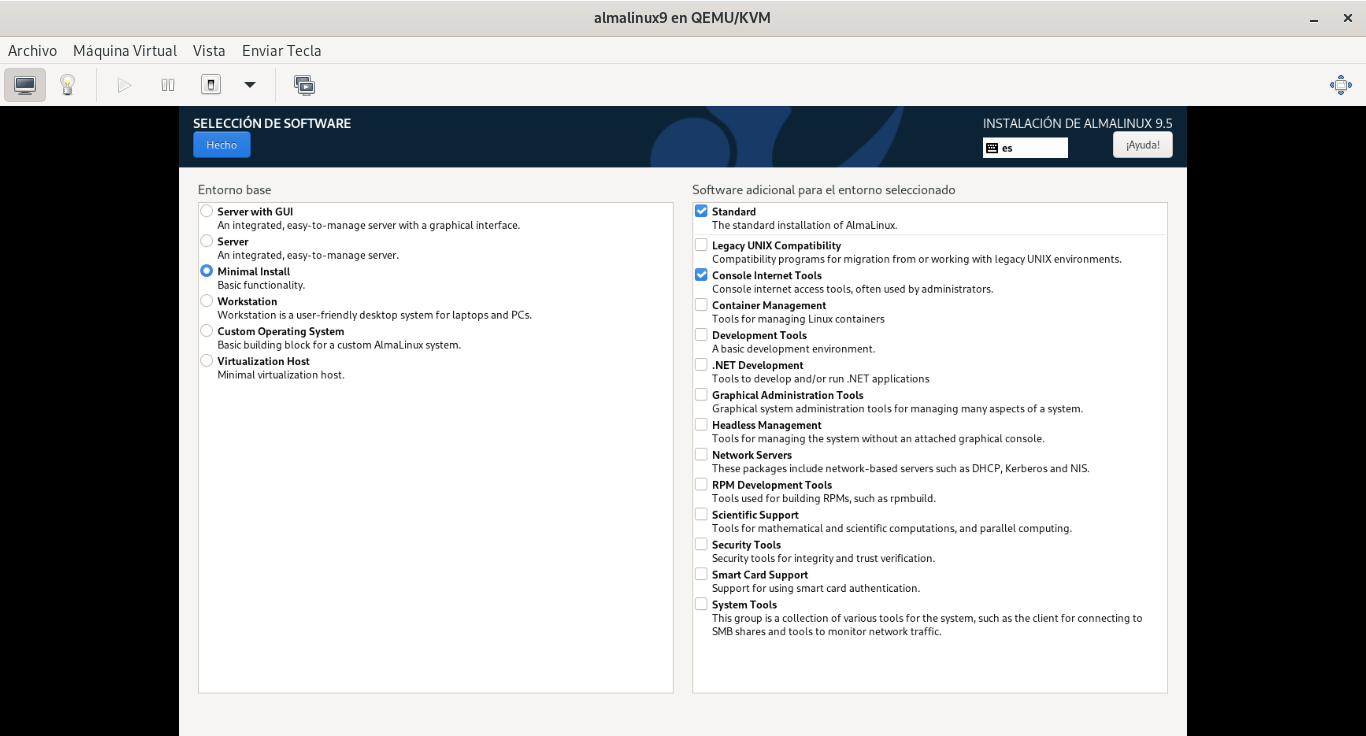 almalinux9 en QEMU/KVM
Archivo Máquina Virtual Vista Enviar Tecla
SELECCIÓN DE SOFTWARE
Hecho
INSTALACIÓN DE ALMALINUX 9.5
es
¡Ayuda!
Entorno base
Server with GUI
An integrated, easy-to-manage server with a graphical interface.
Server
An integrated, easy-to-manage server.
Minimal Install
Basic functionality.
Workstation
Workstation is a user-friendly desktop system for laptops and PCs.
Custom Operating System
Basic building block for a custom AlmaLinux system.
Virtualization Host
Minimal virtualization host.
Software adicional para el entorno seleccionado
Standard
The standard installation of AlmaLinux.
Legacy UNIX Compatibility
Compatibility programs for migration from or working with legacy UNIX environments.
Console Internet Tools
Console internet access tools, often used by administrators.
Container Management
Tools for managing Linux containers
Development Tools
A basic development environment.
.NET Development
Tools to develop and/or run .NET applications
Graphical Administration Tools
Graphical system administration tools for managing many aspects of a system.
Headless Management
Tools for managing the system without an attached graphical console.
Network Servers
These packages include network-based servers such as DHCP, Kerberos and NIS.
RPM Development Tools
Tools used for building RPMs, such as rpmbuild.
Scientific Support
Tools for mathematical and scientific computations, and parallel computing.
Security Tools
Security tools for integrity and trust verification.
Smart Card Support
Support for using smart card authentication.
System Tools
This group is a collection of various tools for the system, such as the client for connecting to
SMB shares and tools to monitor network traffic.